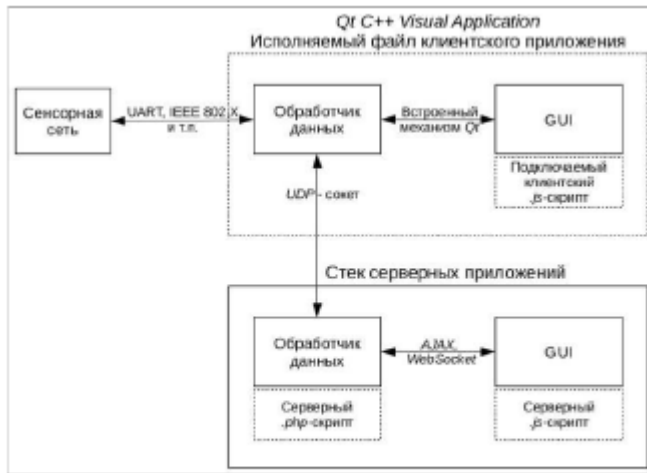 Qt C++ Visual Application
Исполняемый файл клиентского приложения
Сенсорная
сеть
UART, IEEE 802.X
и т.п.
Обработчик
данных
Встроенный
механизм Qt
GUI
Подключаемый
клиентский
.js-скрипт
UDP - сокет
Стек серверных приложений
Обработчик
данных
AJAX,
WebSocket
GUI
Серверный
.php-скрипт
Серверный
.js-скрипт